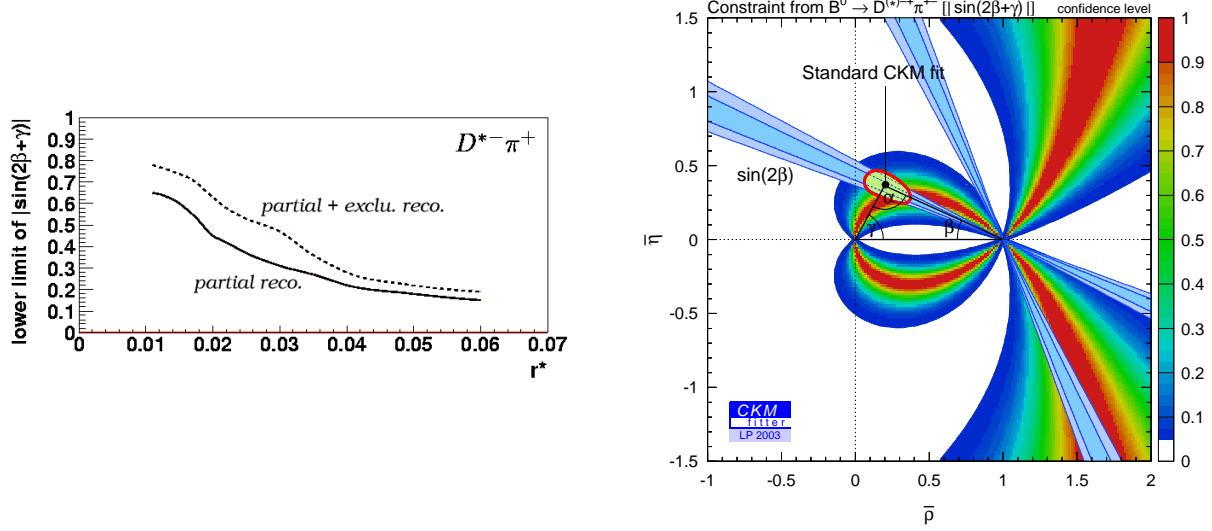 lower limit of |sin(2β+γ)|
1
0.9
0.8
0.7
0.6
0.5
0.4
0.3
0.2
0.1
0
D*−π+
partial + exclu. reco.
partial reco.
0 0.01 0.02 0.03 0.04 0.05 0.06 0.07
r*
Constraint from B0 → D(*)−+π+− [| sin(2β+γ) |] confidence level
Standard CKM fit
sin(2β)
α
γ
β
η
1.5
1
0.5
0
-0.5
-1
-1.5
CKM
fitter
LP 2003
-1 -0.5 0 0.5 1 1.5 2
ρ
1
0.9
0.8
0.7
0.6
0.5
0.4
0.3
0.2
0.1
0